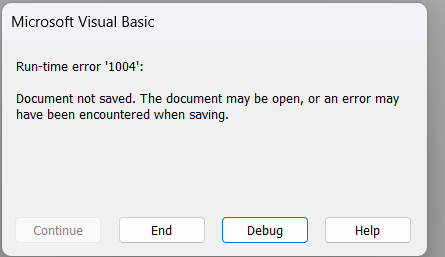 Microsoft Visual Basic
Run-time error '1004':
Document not saved. The document may be open, or an error may
have been encountered when saving.
Continue
End
Debug
Help